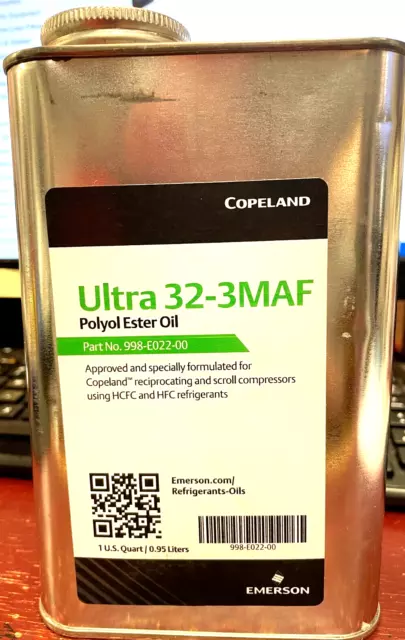 COPELAND
Ultra 32-3MAF
Polyol Ester Oil
Part No. 998-E022-00
Approved and specially formulated for
Copeland™ reciprocating and scroll compressors
using HCFC and HFC refrigerants
Emerson.com/
Refrigerants-Oils
1 U.S. Quart / 0.95 Liters
998-E022-00
EMERSON